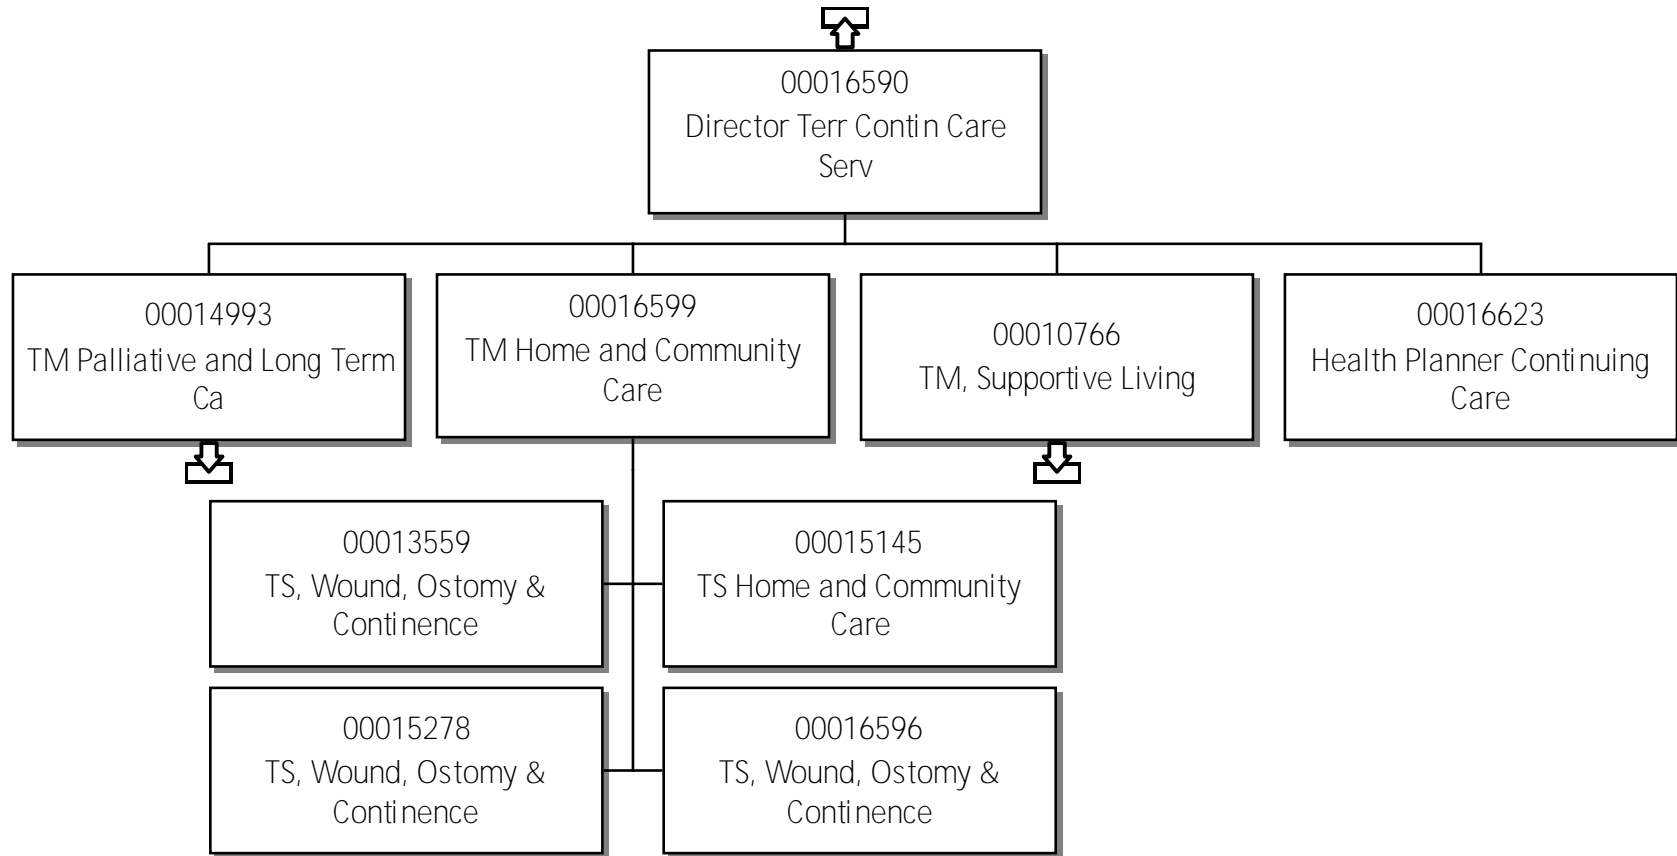 00016590
Director Terr Contin Care
Serv
00014993
TM Palliative and Long Term
Ca
00016599
TM Home and Community
Care
00010766
TM, Supportive Living
00016623
Health Planner Continuing
Care
00013559
TS, Wound, Ostomy &
Continence
00015145
TS Home and Community
Care
00015278
TS, Wound, Ostomy &
Continence
00016596
TS, Wound, Ostomy &
Continence